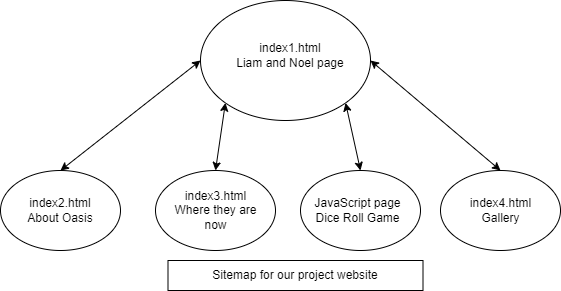 index1.html
Liam and Noel page
index2.html
About Oasis
index3.html
Where they are
now
JavaScript page
Dice Roll Game
index4.html
Gallery
Sitemap for our project website